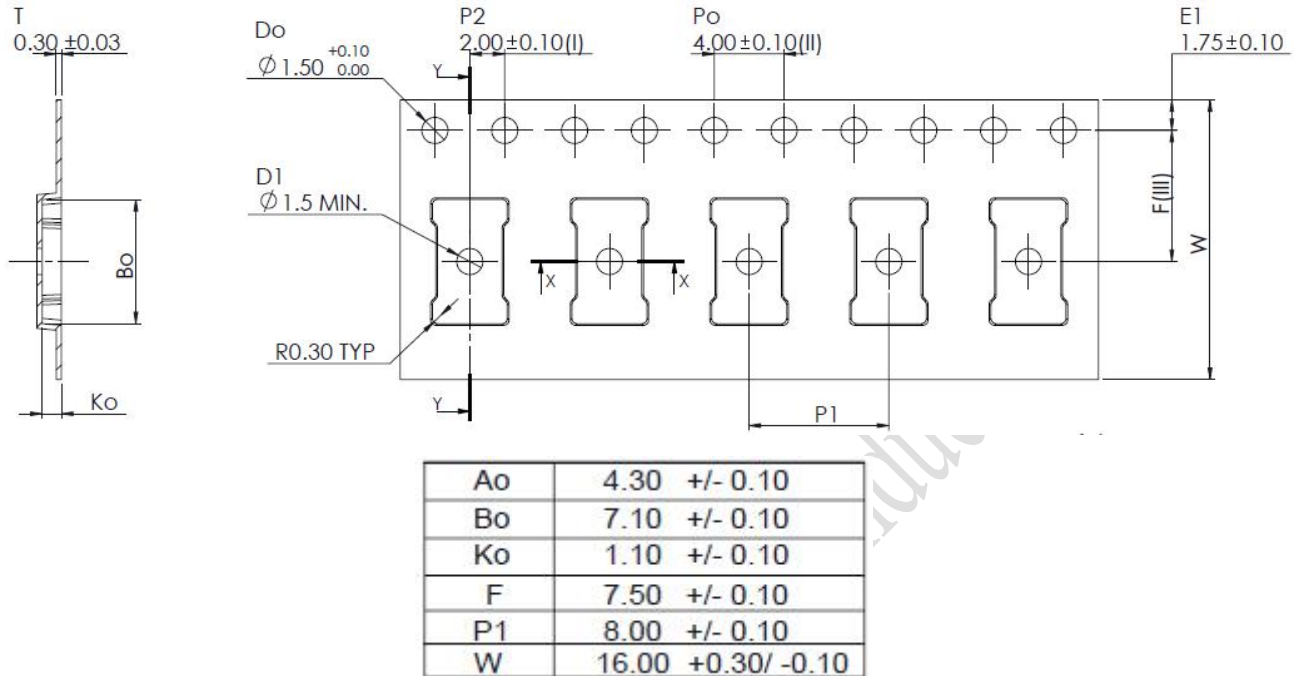 T
0.30 ±0.03
Do
∅ 1.50 +0.10 0.00
P2
2.00±0.10(I)
Po
4.00±0.10(II)
E1
1.75±0.10
Y
D1
∅ 1.5 MIN.
Bo
X
X
F(III)
W
R0.30 TYP
Ko
Y
P1
Ao 4.30 +/- 0.10
Bo 7.10 +/- 0.10
Ko 1.10 +/- 0.10
F 7.50 +/- 0.10
P1 8.00 +/- 0.10
W 16.00 +0.30/ -0.10